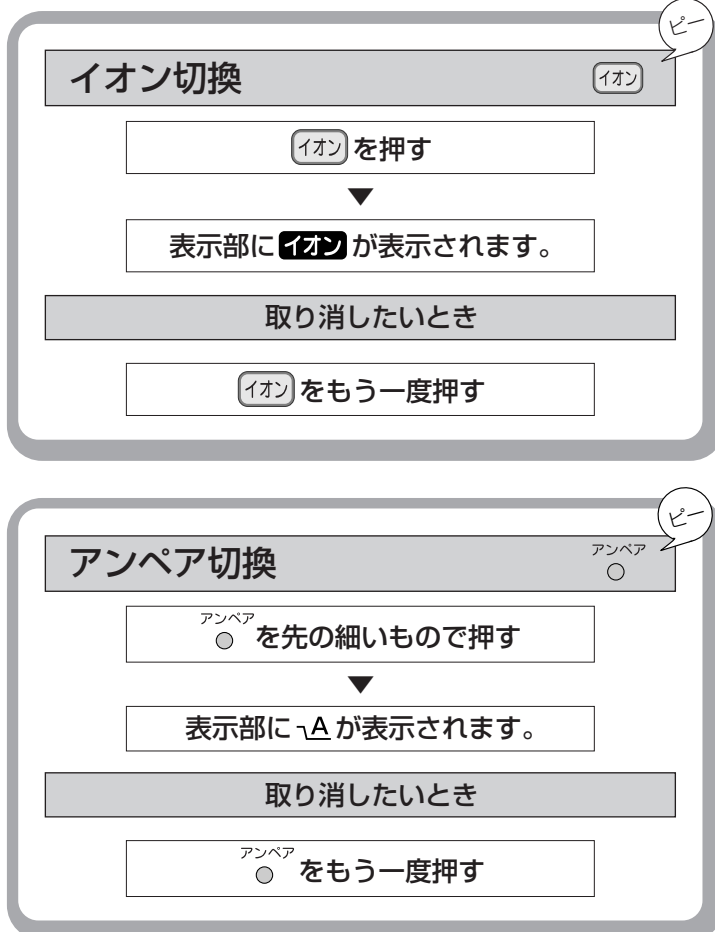 ピー
イオン切換 イオン
イオン を押す
▼
表示部に イオン が表示されます。
取り消したいとき
イオン をもう一度押す
ピー
アンペア切換 アンペア
アンペア を先の細いもので押す
▼
表示部に A が表示されます。
取り消したいとき
アンペア をもう一度押す